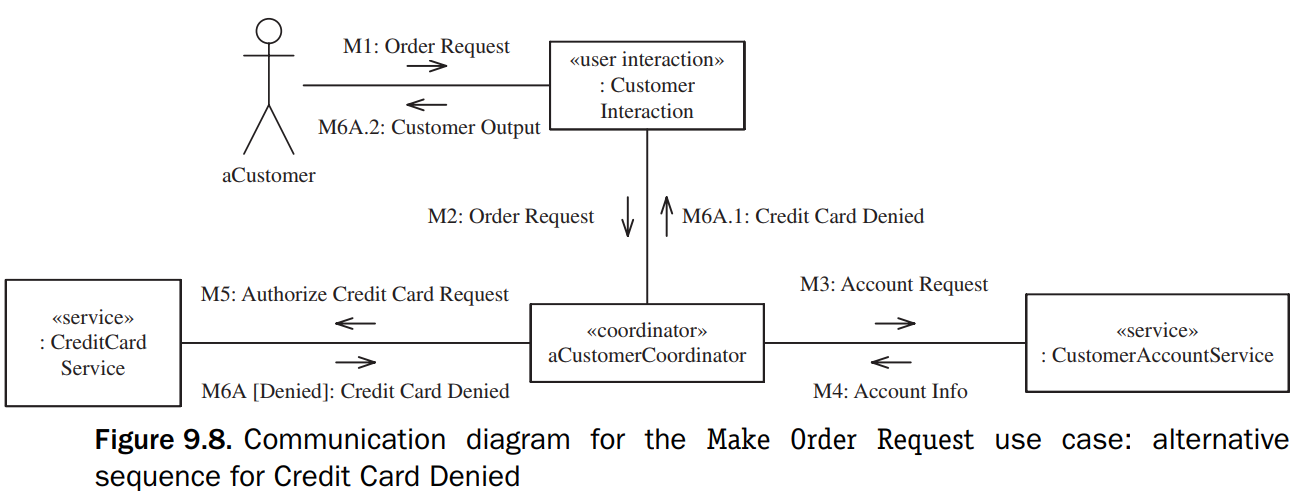 M1: Order Request
«user interaction»
: Customer
Interaction
M6A.2: Customer Output
aCustomer
M2: Order Request
M6A.1: Credit Card Denied
M5: Authorize Credit Card Request
M3: Account Request
«service»
: CreditCard
Service
«coordinator»
aCustomerCoordinator
«service»
: CustomerAccountService
M6A [Denied]: Credit Card Denied
M4: Account Info
Figure 9.8. Communication diagram for the Make Order Request use case: alternative
sequence for Credit Card Denied